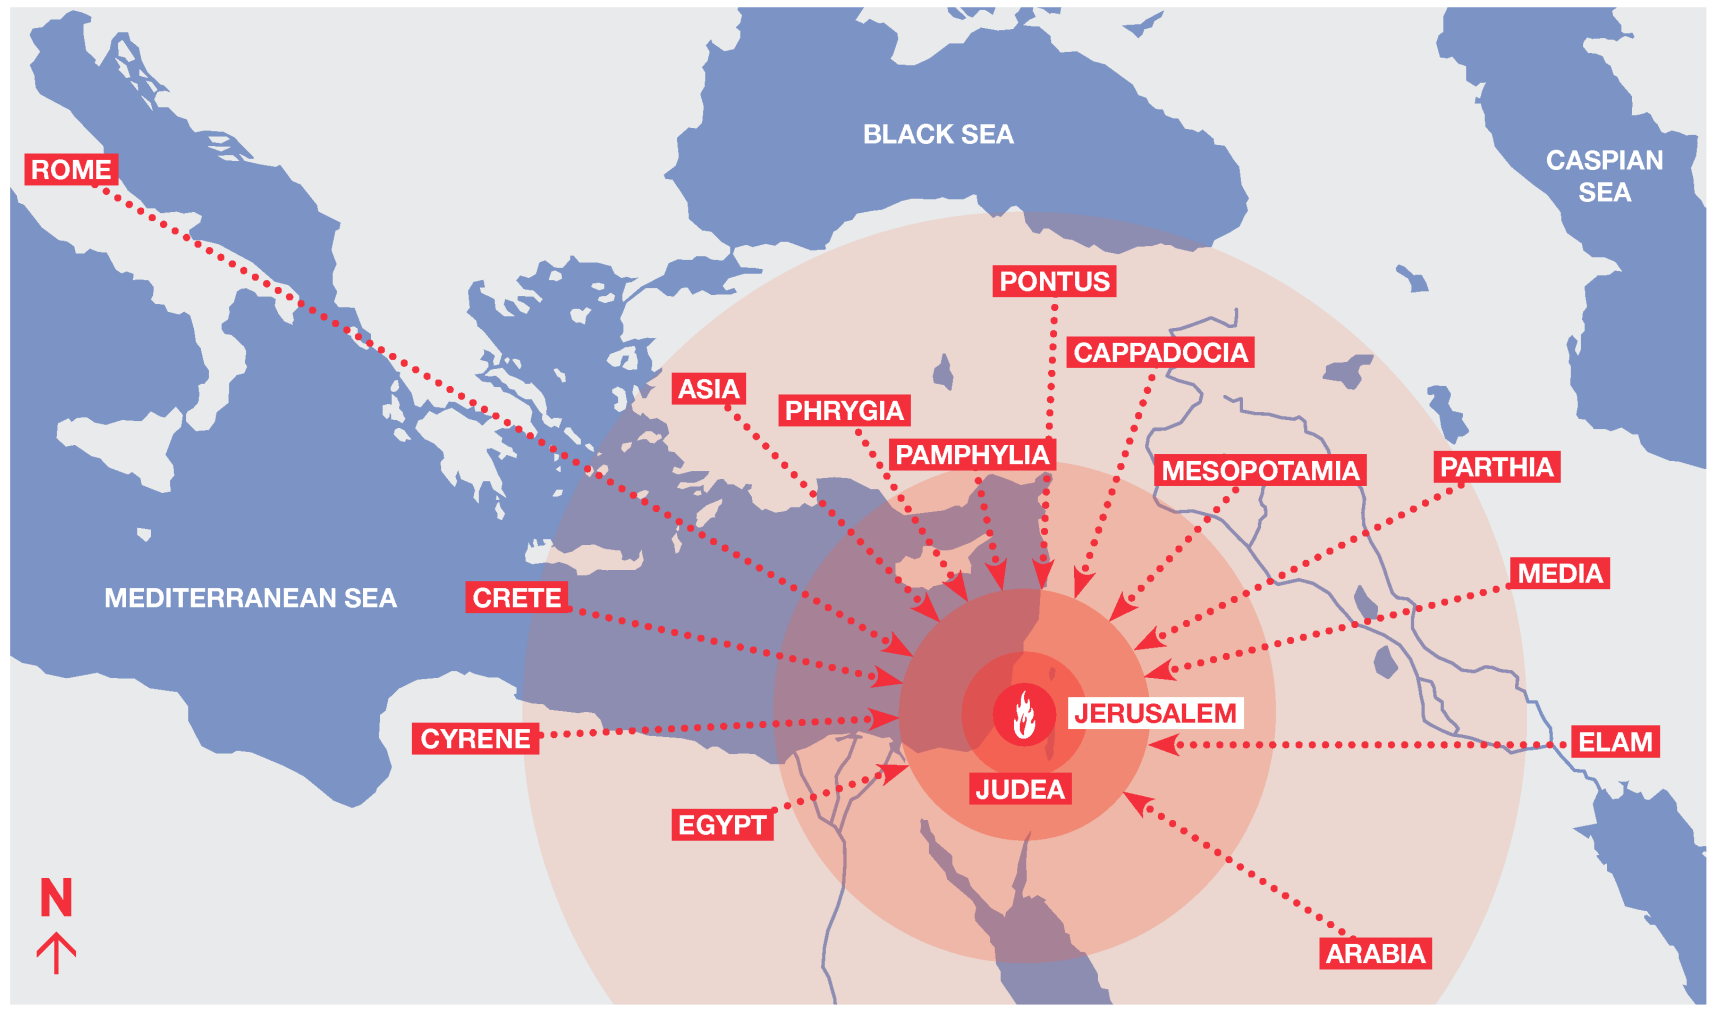 BLACK SEA
CASPIAN
SEA
ROME
PONTUS
CAPPADOCIA
ASIA
PHRYGIA
PAMPHYLIA
MESOPOTAMIA
PARTHIA
MEDIA
MEDITERRANEAN SEA
CRETE
JERUSALEM
CYRENE
ELAM
JUDEA
EGYPT
N
ARABIA